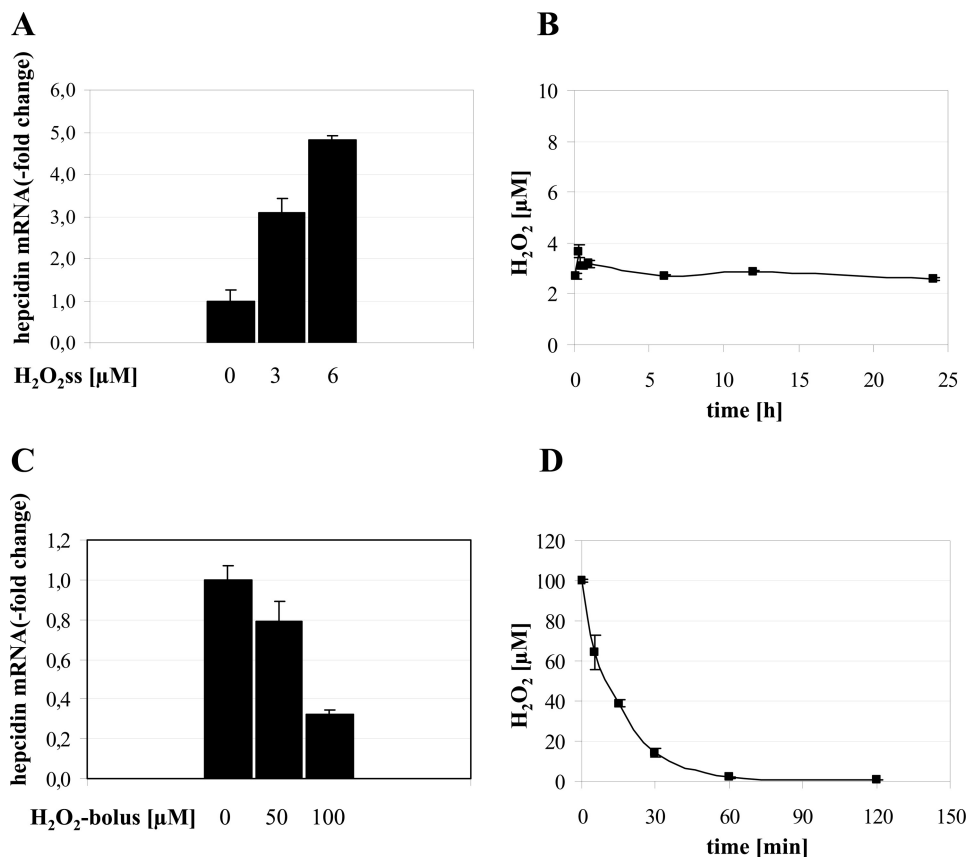 A
hepcidin mRNA(-fold change)
6,0
5,0
4,0
3,0
2,0
1,0
0,0
H₂O₂ss [µM] 0 3 6
B
H₂O₂ [µM]
10
8
6
4
2
0
0 5 10 15 20 25
time [h]
C
hepcidin mRNA(-fold change)
1,2
1,0
0,8
0,6
0,4
0,2
0,0
H₂O₂-bolus [µM] 0 50 100
D
H₂O₂ [µM]
120
100
80
60
40
20
0
0 30 60 90 120 150
time [min]